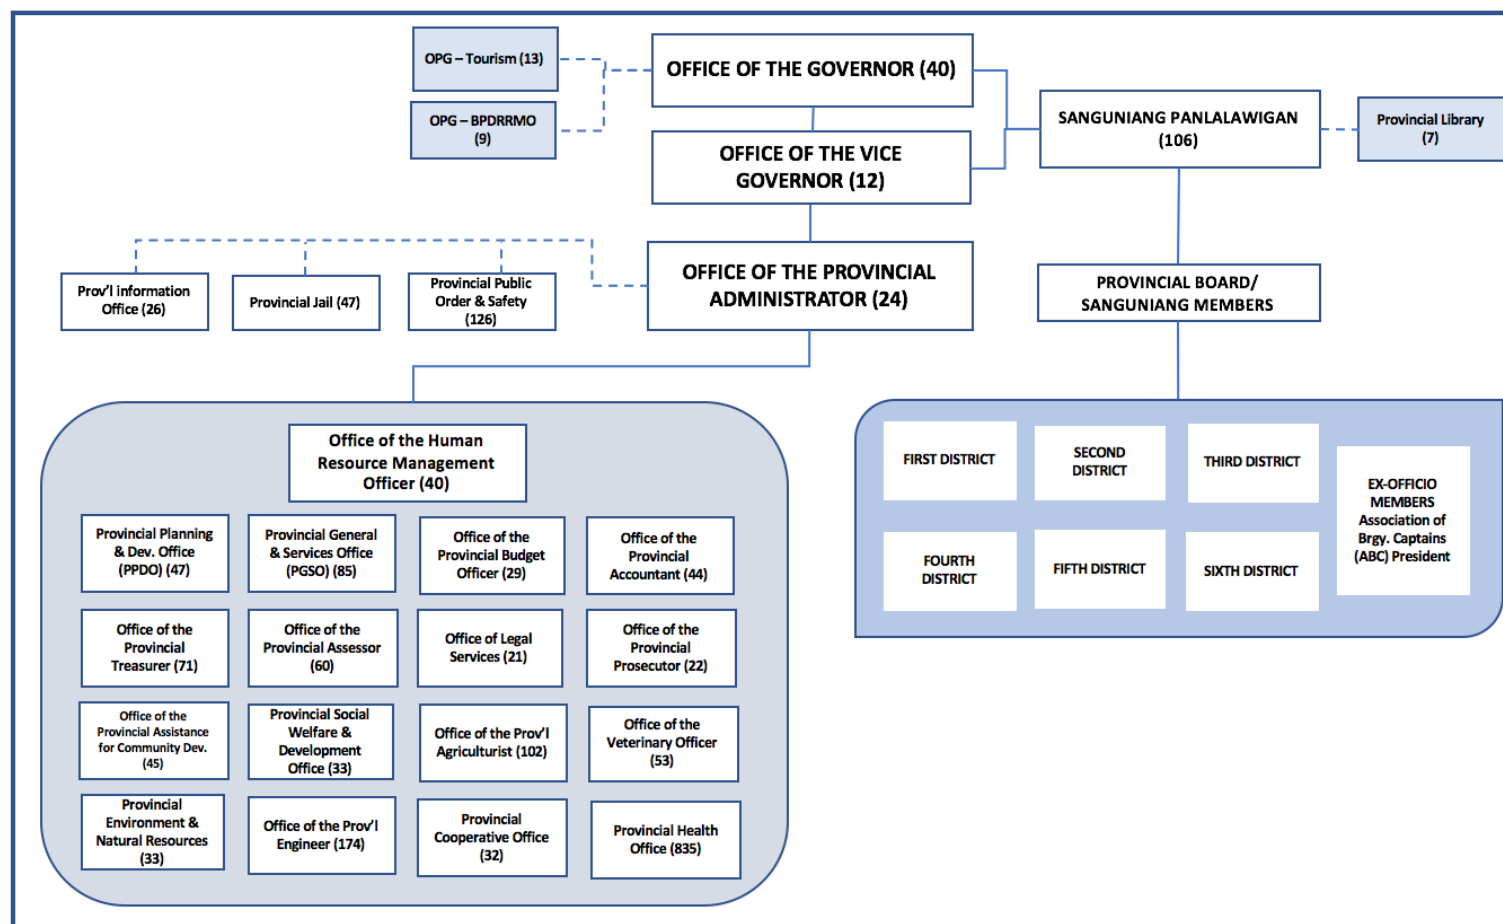 OPG – Tourism (13)
OFFICE OF THE GOVERNOR (40)
OPG – BPDRRMO
(9)
SANGUNIANG PANLALAWIGAN
(106)
Provincial Library
(7)
OFFICE OF THE VICE
GOVERNOR (12)
OFFICE OF THE PROVINCIAL
ADMINISTRATOR (24)
Prov'l information
Office (26)
Provincial Jail (47)
Provincial Public
Order & Safety
(126)
PROVINCIAL BOARD/
SANGUNIANG MEMBERS
Office of the Human
Resource Management
Officer (40)
Provincial Planning
& Dev. Office
(PPDO) (47)
Provincial General
& Services Office
(PGSO) (85)
Office of the
Provincial Budget
Officer (29)
Office of the
Provincial
Accountant (44)
Office of the
Provincial
Treasurer (71)
Office of the
Provincial Assessor
(60)
Office of Legal
Services (21)
Office of the
Provincial
Prosecutor (22)
Office of the
Provincial Assistance
for Community Dev.
(45)
Provincial Social
Welfare &
Development
Office (33)
Office of the Prov'l
Agriculturist (102)
Office of the
Veterinary Officer
(53)
Provincial
Environment &
Natural Resources
(33)
Office of the Prov'l
Engineer (174)
Provincial
Cooperative Office
(32)
Provincial Health
Office (835)
FIRST DISTRICT
SECOND
DISTRICT
THIRD DISTRICT
EX-OFFICIO
MEMBERS
Association of
Brgy. Captains
(ABC) President
FOURTH
DISTRICT
FIFTH DISTRICT
SIXTH DISTRICT